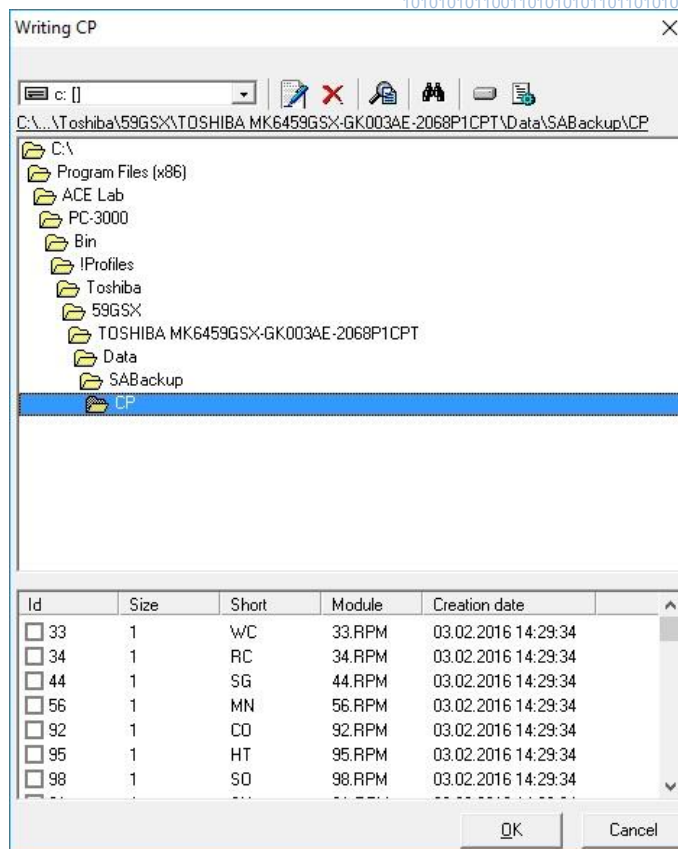 1010101011001101010101101101010
Writing CP
c: []
C:\...\Toshiba\59GSX\TOSHIBA MK6459GSX-GK003AE-2068P1CPT\Data\SABackup\CP
C:\
Program Files (x86)
ACE Lab
PC-3000
Bin
!Profiles
Toshiba
59GSX
TOSHIBA MK6459GSX-GK003AE-2068P1CPT
Data
SABackup
CP
Id Size Short Module Creation date
33 1 WC 33.RPM 03.02.2016 14:29:34
34 1 RC 34.RPM 03.02.2016 14:29:34
44 1 SG 44.RPM 03.02.2016 14:29:34
56 1 MN 56.RPM 03.02.2016 14:29:34
92 1 CO 92.RPM 03.02.2016 14:29:34
95 1 HT 95.RPM 03.02.2016 14:29:34
98 1 SO 98.RPM 03.02.2016 14:29:34
OK Cancel